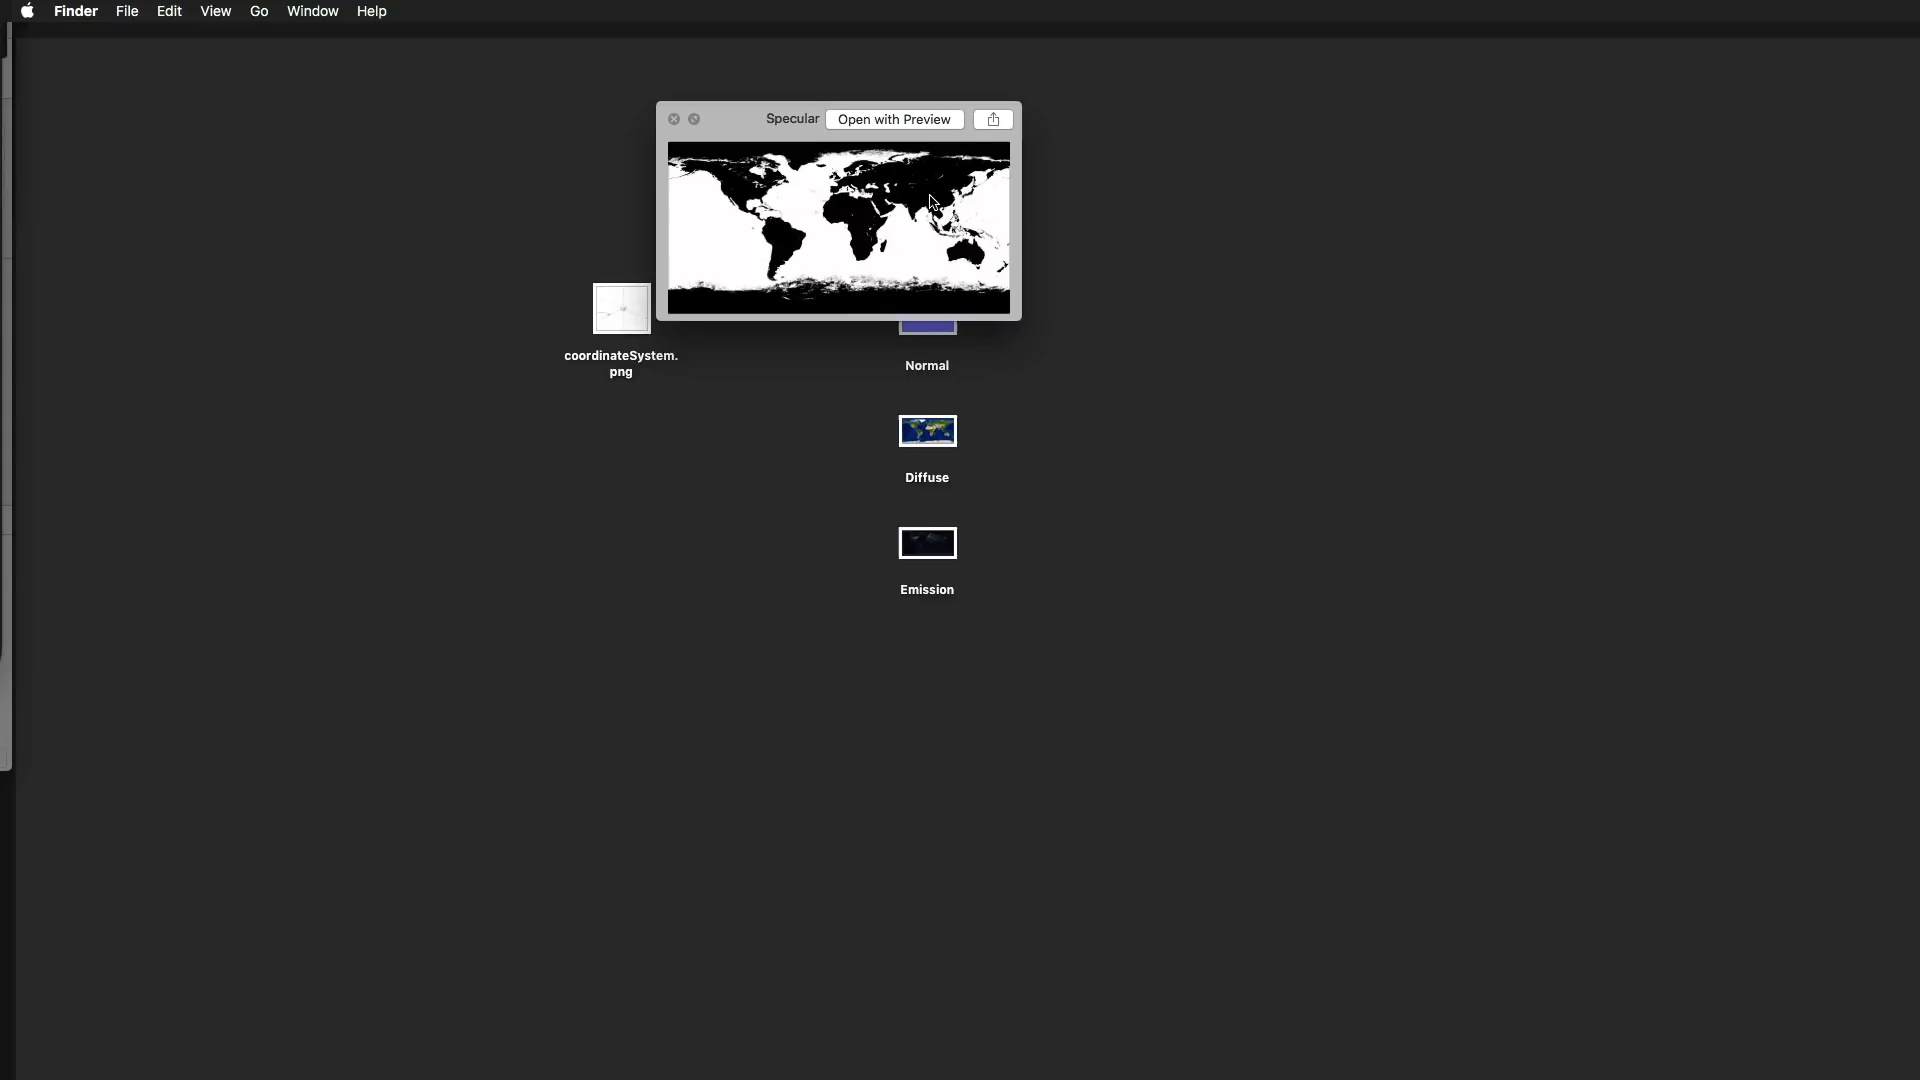 Finder File Edit View Go Window Help
Specular Open with Preview
coordinateSystem.
png
Normal
Diffuse
Emission